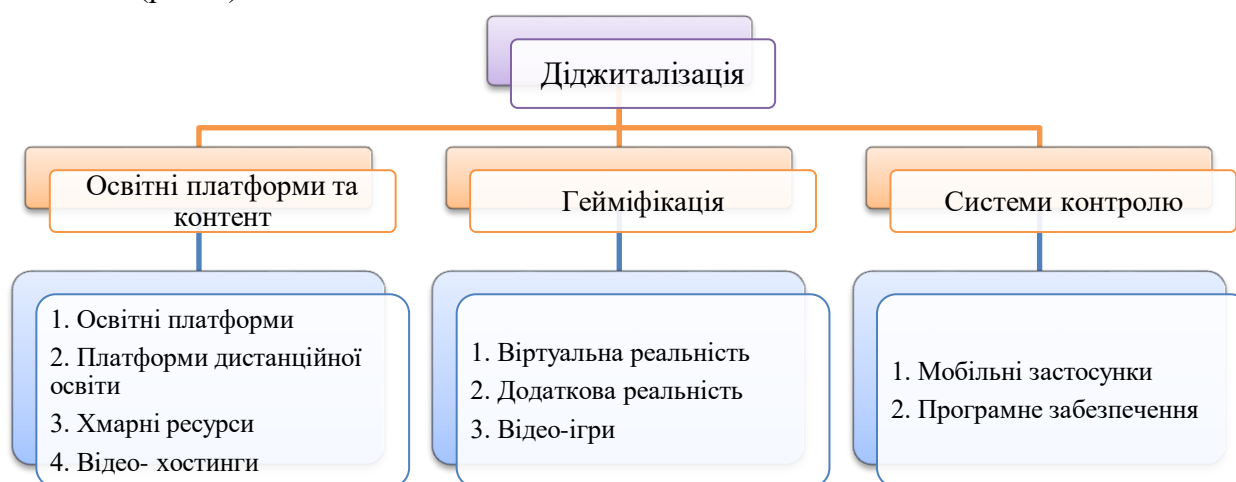 Діджиталізація
Освітні платформи та
контент
Гейміфікація
Системи контролю
1. Освітні платформи
2. Платформи дистанційної
освіти
3. Хмарні ресурси
4. Відео- хостинги
1. Віртуальна реальність
2. Додаткова реальність
3. Відео-ігри
1. Мобільні застосунки
2. Програмне забезпечення